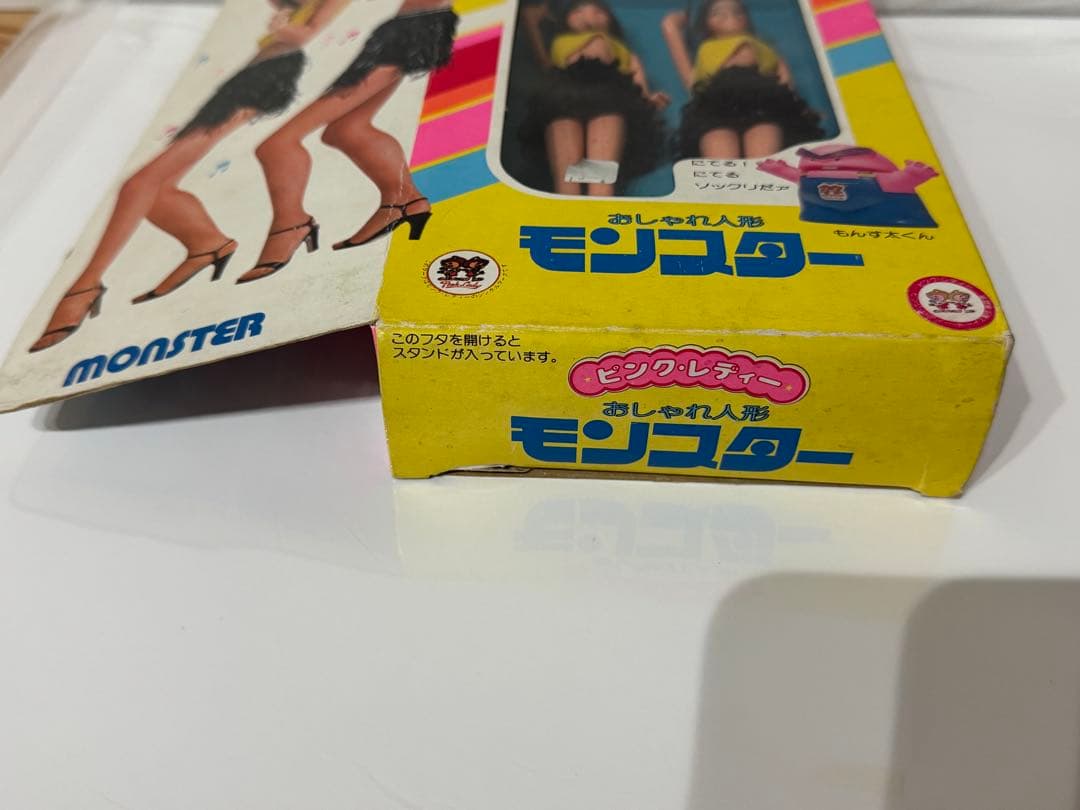 にてる!
にてる
ソックリだァ
もんす太くん
おしゃれ人形
モンスター
Pink Lady
MONSTER
このフタを開けると
スタンドが入っています。
ピンク・レディー
おしゃれ人形
モンスター